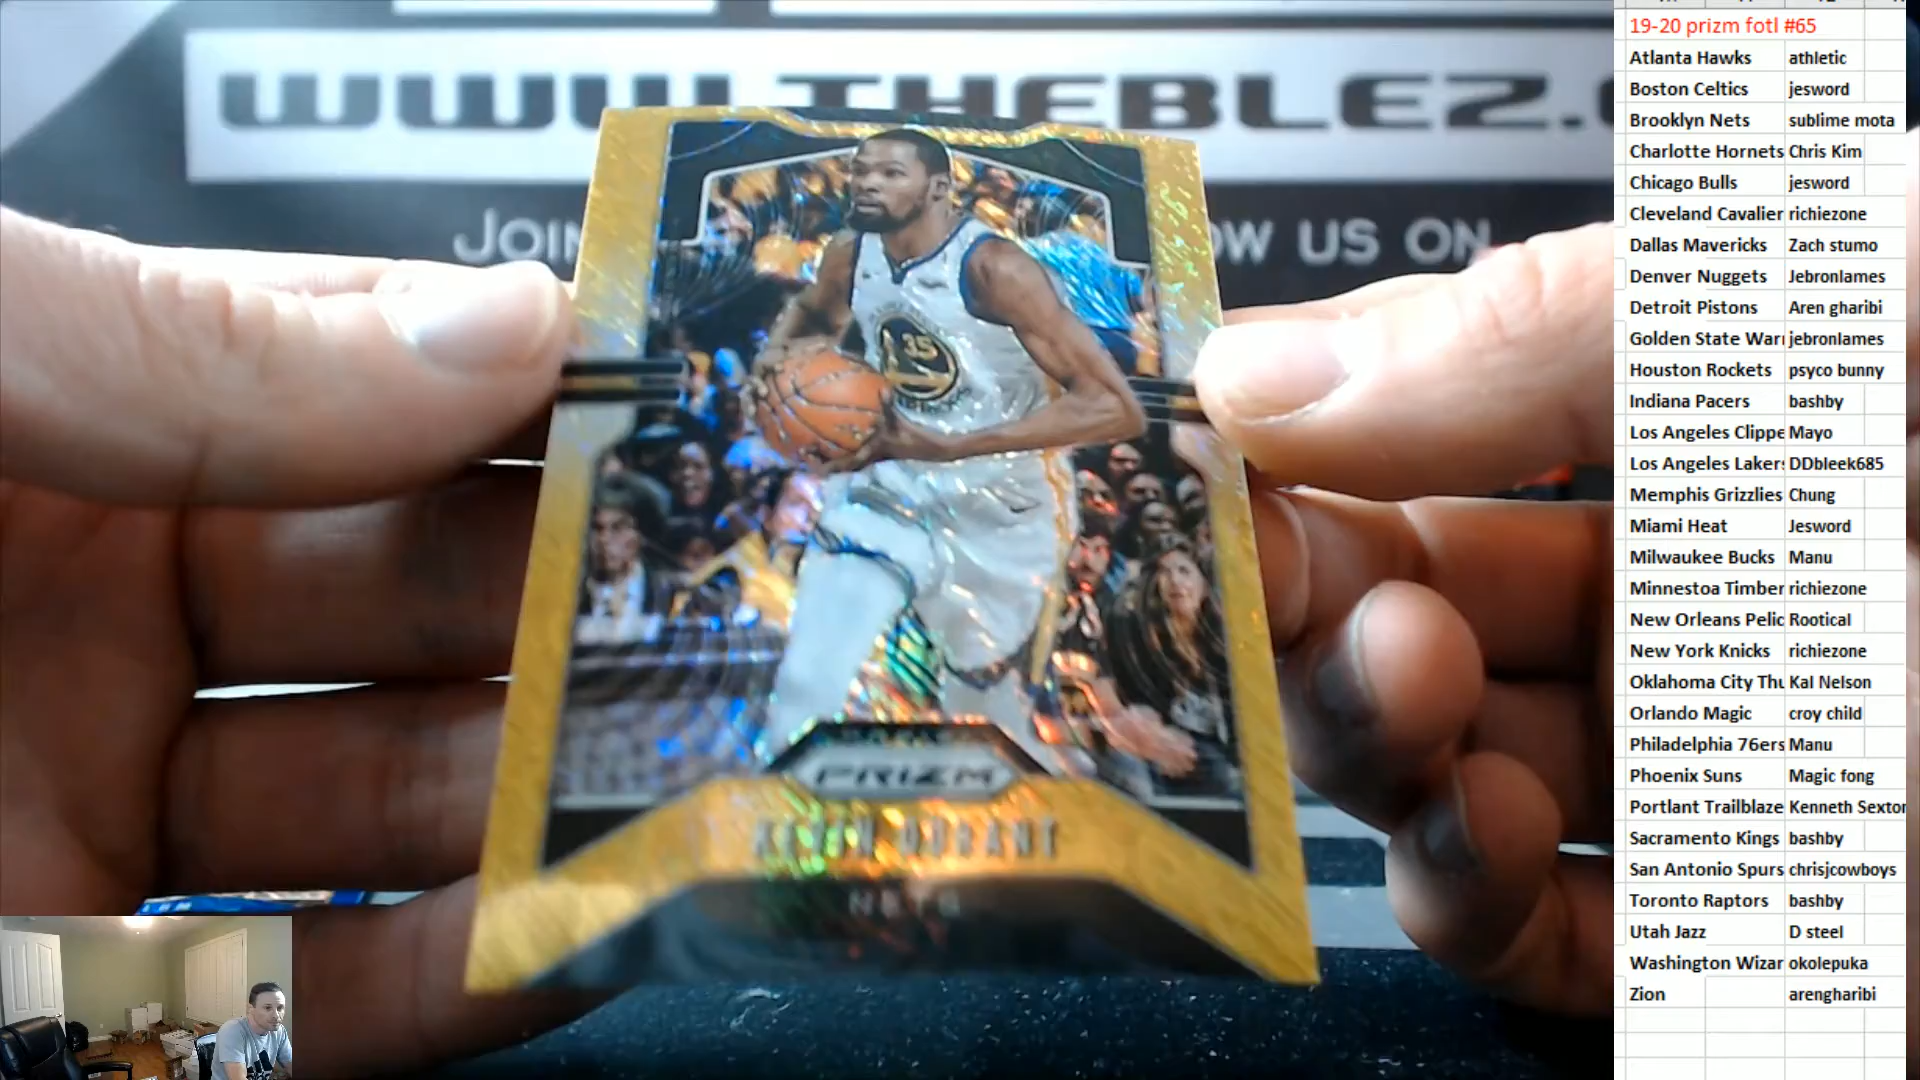 WWW.THEBLEZ.
JOIN
OW US ON
35
PRIZM
KEVIN DURANT
NETS
19-20 prizm fotl #65
Atlanta Hawks athletic
Boston Celtics jesword
Brooklyn Nets sublime mota
Charlotte Hornets Chris Kim
Chicago Bulls jesword
Cleveland Cavalier richiezone
Dallas Mavericks Zach stumo
Denver Nuggets Jebronlames
Detroit Pistons Aren gharibi
Golden State Warr jebronlames
Houston Rockets psyco bunny
Indiana Pacers bashby
Los Angeles Clippe Mayo
Los Angeles Lakers DDbleek685
Memphis Grizzlies Chung
Miami Heat Jesword
Milwaukee Bucks Manu
Minnestoa Timber richiezone
New Orleans Pelic Rootical
New York Knicks richiezone
Oklahoma City Thu Kal Nelson
Orlando Magic croy child
Philadelphia 76ers Manu
Phoenix Suns Magic fong
Portlant Trailblaze Kenneth Sexton
Sacramento Kings bashby
San Antonio Spurs chrisjcowboys
Toronto Raptors bashby
Utah Jazz D steel
Washington Wizar okolepuka
Zion arengharibi